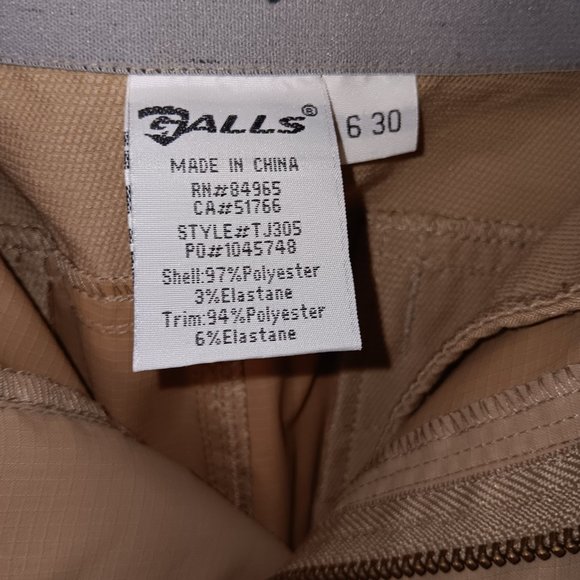 GALLS®
6 30
MADE IN CHINA
RN#84965
CA#51766
STYLE#TJ305
PO#1045748
Shell:97%Polyester
3%Elastane
Trim:94%Polyester
6%Elastane